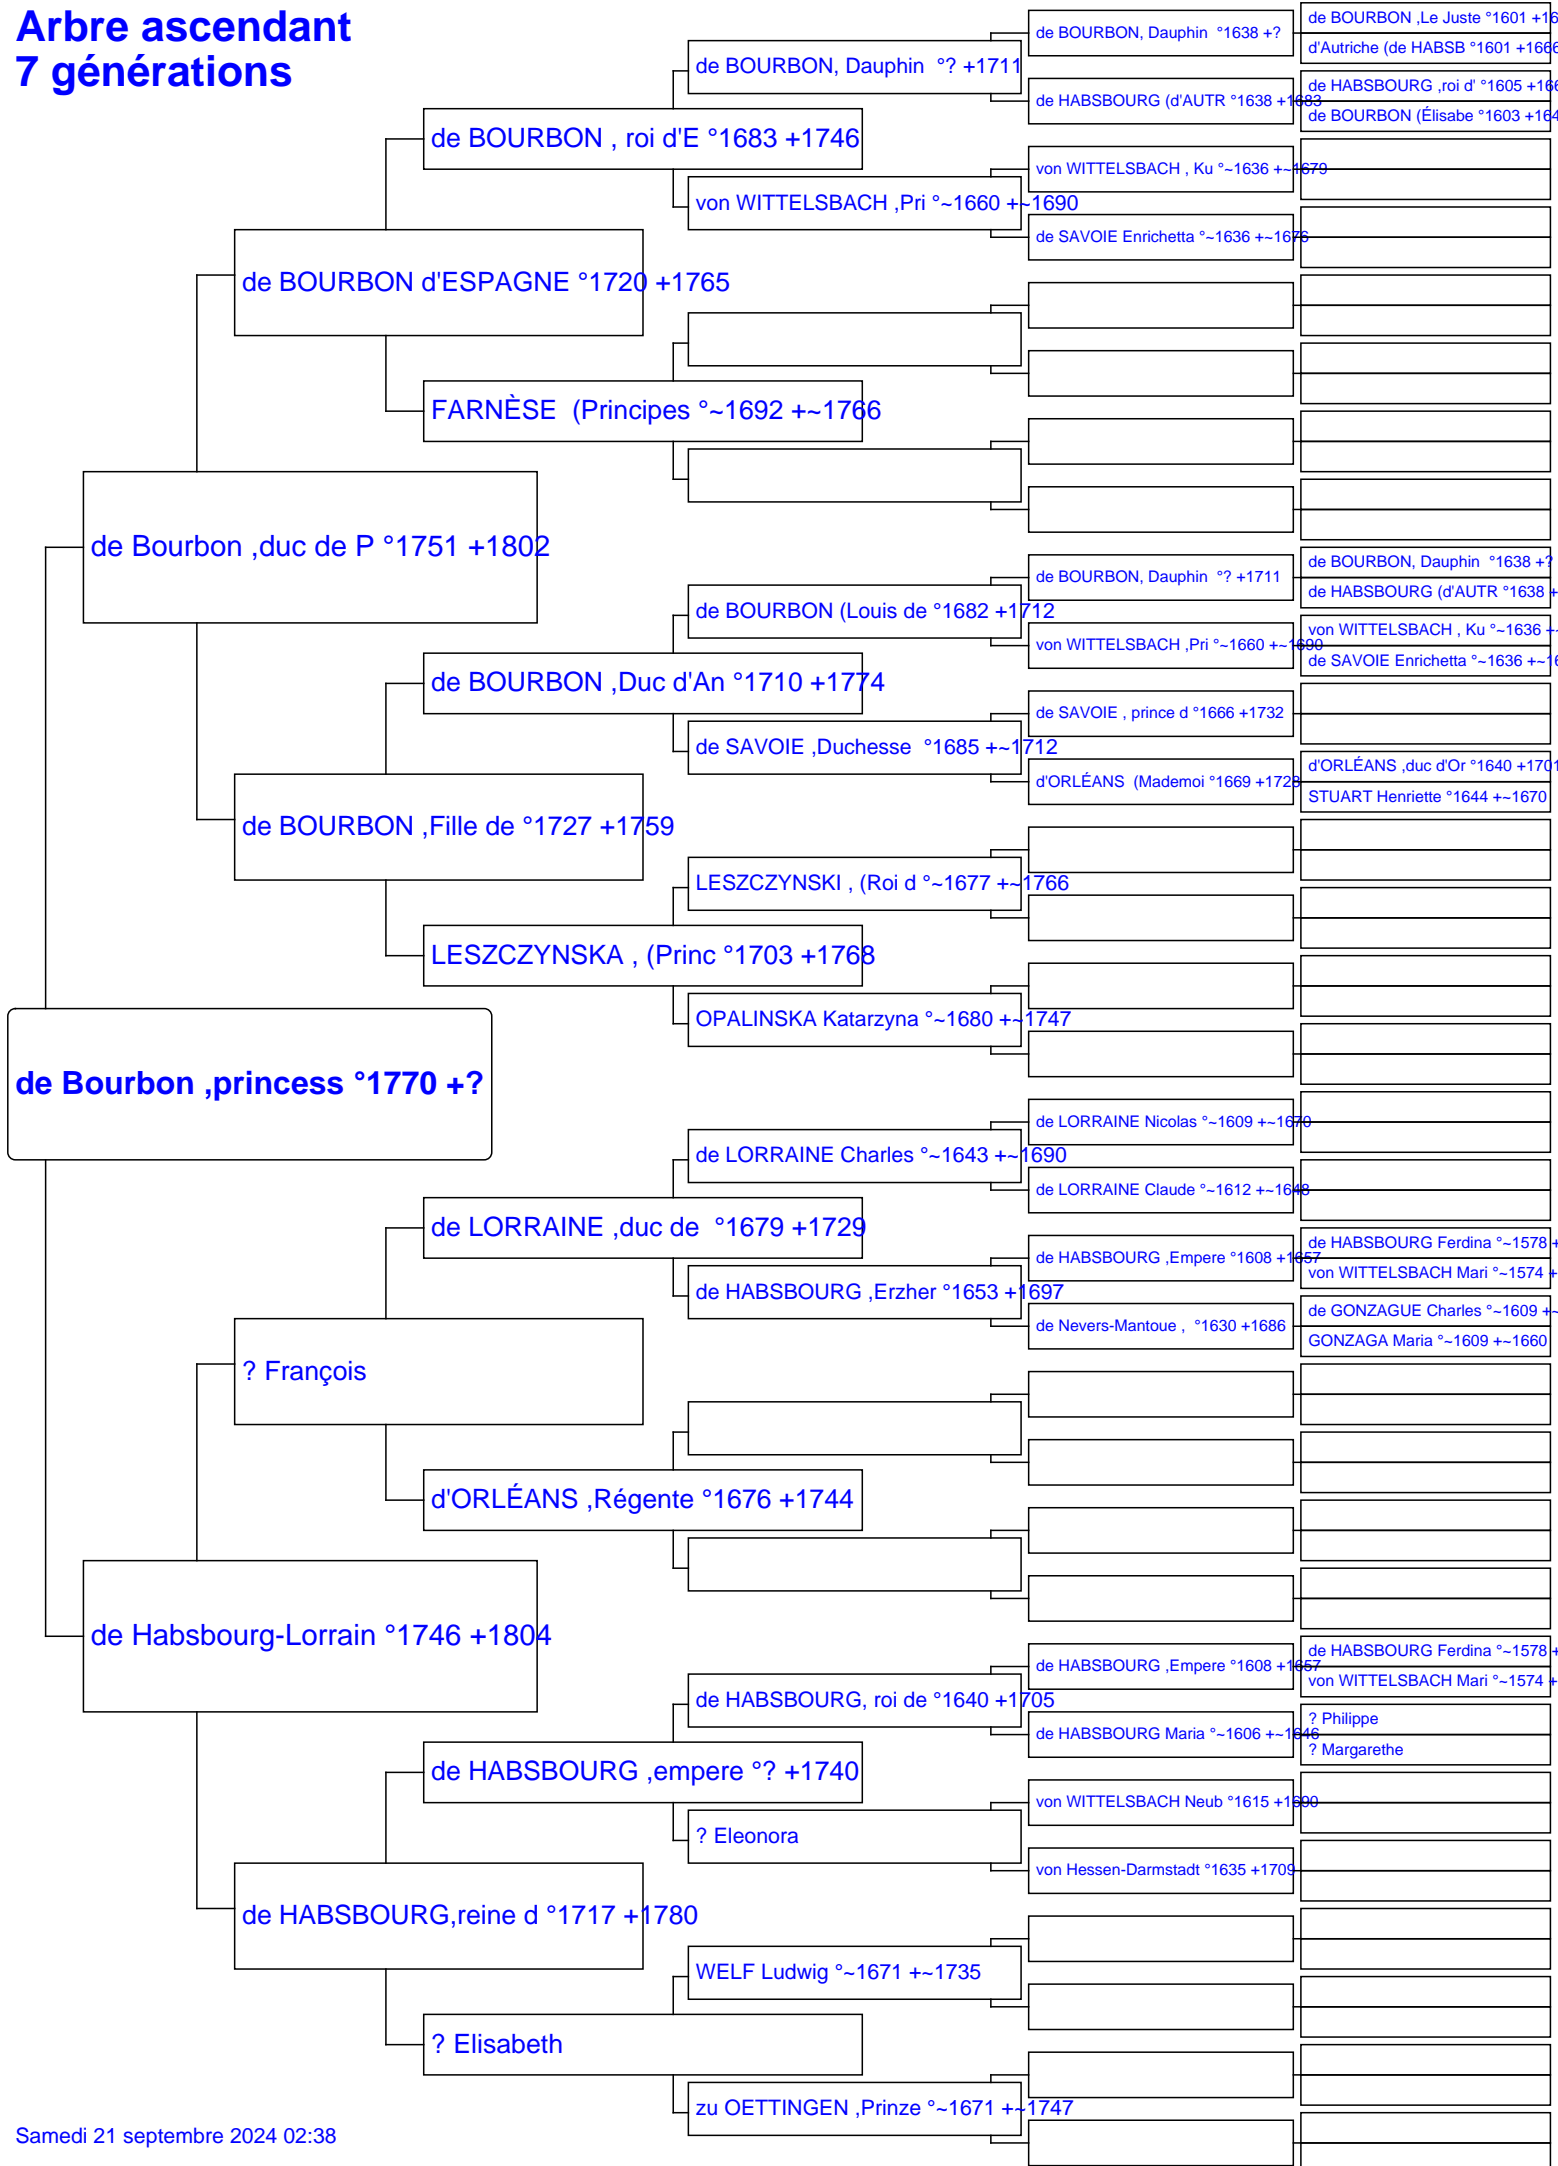 Arbre ascendant
7 générations
de BOURBON ,Le Juste °1601 +16
de BOURBON, Dauphin °1638 +?
d'Autriche (de HABSB °1601 +1666
de BOURBON, Dauphin °? +1711
de HABSBOURG ,roi d' °1605 +166
de HABSBOURG (d'AUTR °1638 +1683
de BOURBON (Élisabe °1603 +164
de BOURBON , roi d'E °1683 +1746
von WITTELSBACH , Ku °~1636 +~1679
von WITTELSBACH ,Pri °~1660 +~1690
de SAVOIE Enrichetta °~1636 +~1676
de BOURBON d'ESPAGNE °1720 +1765
FARNÈSE (Principes °~1692 +~1766
de Bourbon ,duc de P °1751 +1802
de BOURBON, Dauphin °1638 +?
de BOURBON, Dauphin °? +1711
de HABSBOURG (d'AUTR °1638 +
de BOURBON (Louis de °1682 +1712
von WITTELSBACH , Ku °~1636 +~
von WITTELSBACH ,Pri °~1660 +~1690
de SAVOIE Enrichetta °~1636 +~16
de BOURBON ,Duc d'An °1710 +1774
de SAVOIE , prince d °1666 +1732
de SAVOIE ,Duchesse °1685 +~1712
d'ORLÉANS ,duc d'Or °1640 +1701
d'ORLÉANS (Mademoi °1669 +1728
STUART Henriette °1644 +~1670
de BOURBON ,Fille de °1727 +1759
LESZCZYNSKI , (Roi d °~1677 +~1766
LESZCZYNSKA , (Princ °1703 +1768
OPALINSKA Katarzyna °~1680 +~1747
de Bourbon ,princess °1770 +?
de LORRAINE Nicolas °~1609 +~1670
de LORRAINE Charles °~1643 +~1690
de LORRAINE Claude °~1612 +~1648
de LORRAINE ,duc de °1679 +1729
de HABSBOURG Ferdina °~1578 +
de HABSBOURG ,Empere °1608 +1657
von WITTELSBACH Mari °~1574 +
de HABSBOURG ,Erzher °1653 +1697
de GONZAGUE Charles °~1609 +~
de Nevers-Mantoue , °1630 +1686
GONZAGA Maria °~1609 +~1660
? François
d'ORLÉANS ,Régente °1676 +1744
de Habsbourg-Lorrain °1746 +1804
de HABSBOURG Ferdina °~1578 +
de HABSBOURG ,Empere °1608 +1657
von WITTELSBACH Mari °~1574 +
de HABSBOURG, roi de °1640 +1705
? Philippe
de HABSBOURG Maria °~1606 +~1646
? Margarethe
de HABSBOURG ,empere °? +1740
von WITTELSBACH Neub °1615 +1690
? Eleonora
von Hessen-Darmstadt °1635 +1709
de HABSBOURG,reine d °1717 +1780
WELF Ludwig °~1671 +~1735
? Elisabeth
zu OETTINGEN ,Prinze °~1671 +~1747
Samedi 21 septembre 2024 02:38